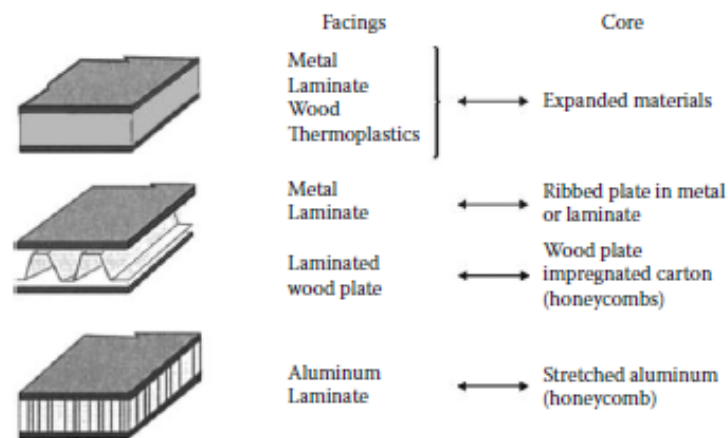 Facings Core
Metal
Laminate
Wood
Thermoplastics
Expanded materials
Metal
Laminate
Ribbed plate in metal
or laminate
Laminated
wood plate
Wood plate
impregnated carton
(honeycombs)
Aluminum
Laminate
Stretched aluminum
(honeycomb)